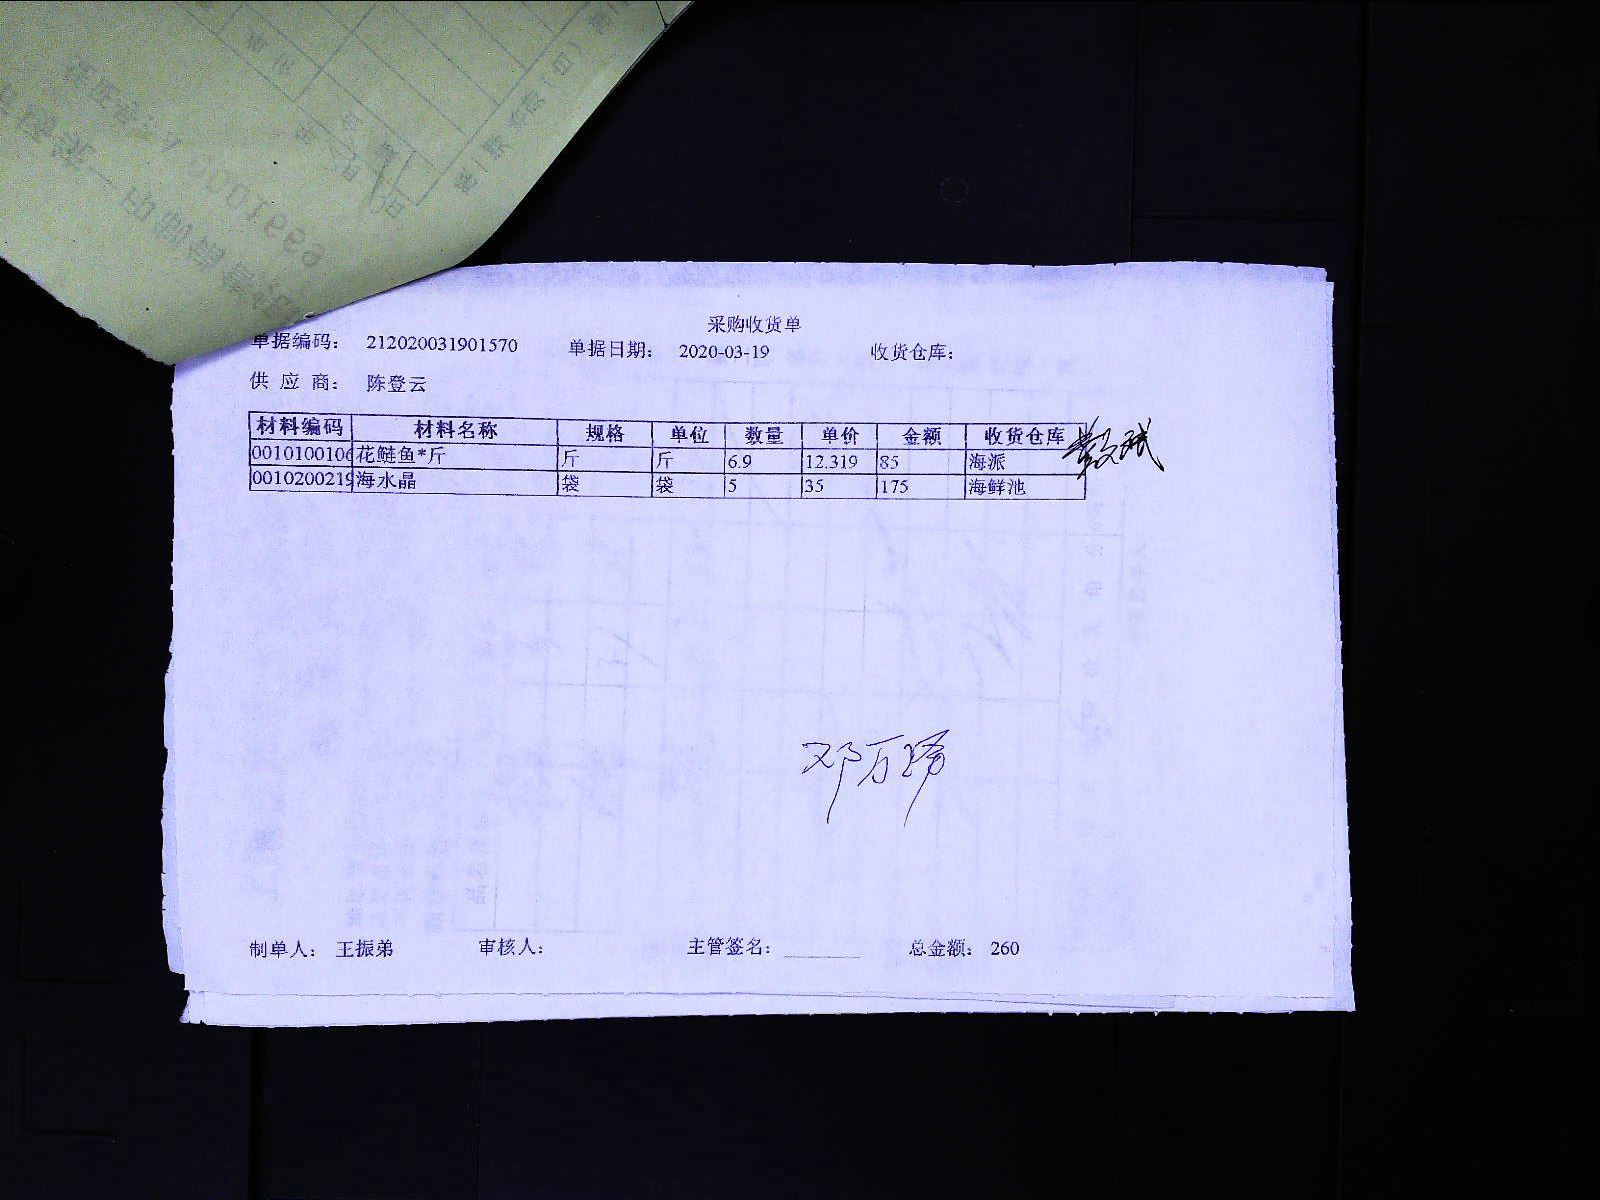 采购收货单
单据编码： 212020031901570 单据日期： 2020-03-19 收货仓库：
供 应 商： 陈登云
材料编码 材料名称 规格 单位 数量 单价 金额 收货仓库
0010100106 花鲢鱼*斤 斤 斤 6.9 12.319 85 海派
0010200219 海水晶 袋 袋 5 35 175 海鲜池
邓万
制单人： 王振弟 审核人： 主管签名： 总金额： 260